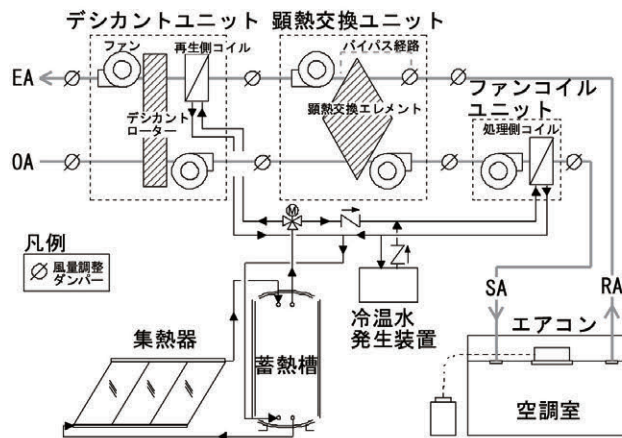 デシカントユニット
顕熱交換ユニット
ファン
再生側コイル
バイパス経路
EA
ファンコイル
ユニット
顕熱交換エレメント
デシカント
ローター
処理側コイル
OA
M
凡例
風量調整
ダンパー
冷温水
発生装置
SA
RA
集熱器
蓄熱槽
エアコン
空調室